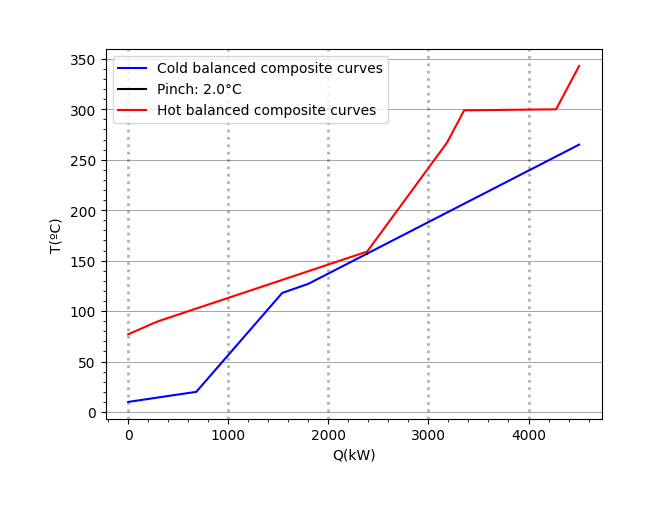 Cold balanced composite curves
Pinch: 2.0°C
Hot balanced composite curves
350
300
250
200
150
100
50
0
T(ºC)
0 1000 2000 3000 4000
Q(kW)